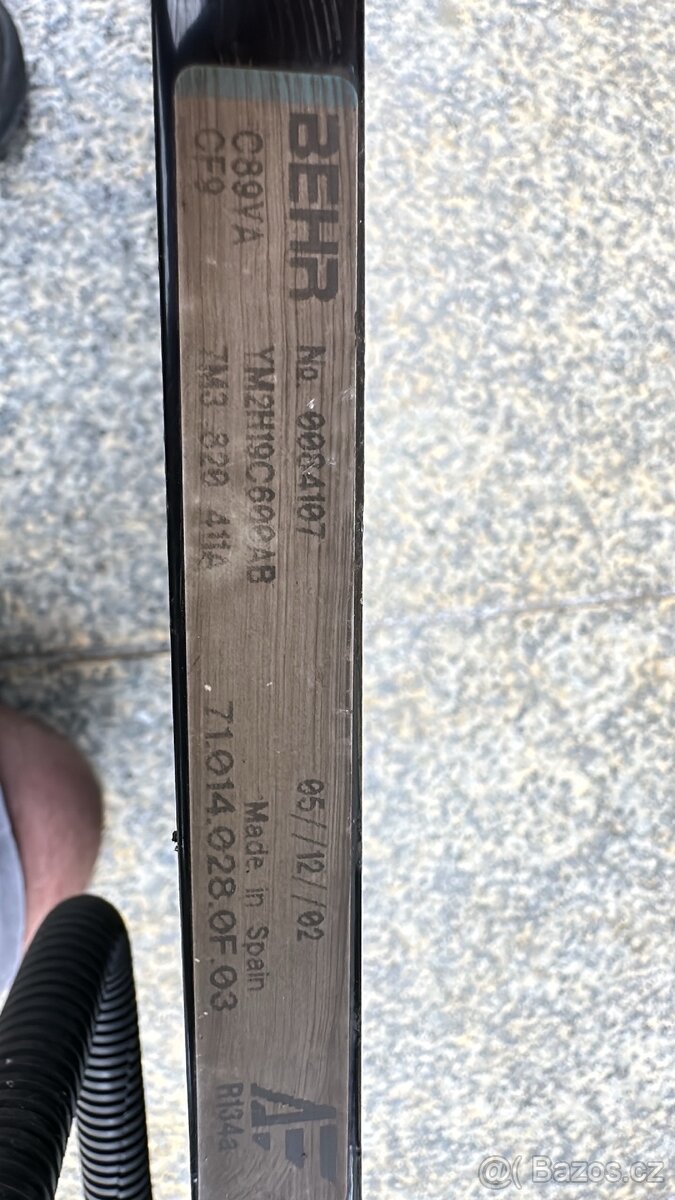 BEHR
C89VA
CF9
No. 0064107
YM2H19C600AB
7M3 820 411A
05//12//02
Made. in Spain
71.014.028.0F.03
R134a
Bazos.cz